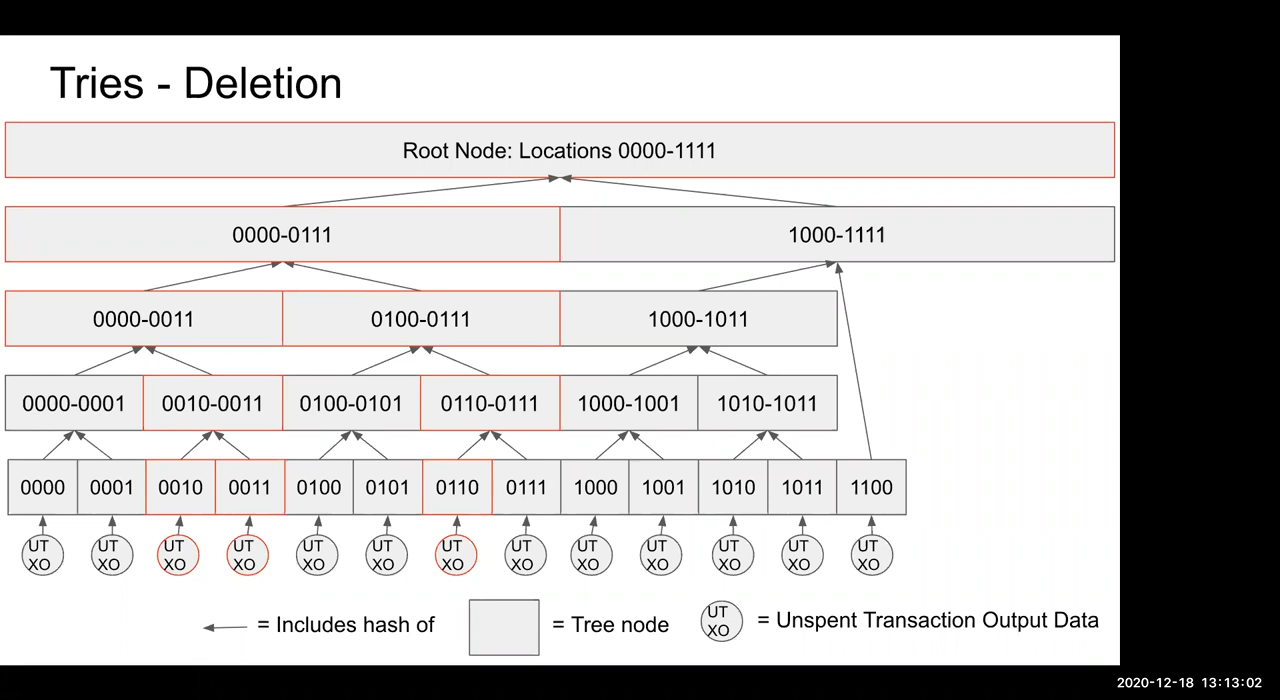 Tries - Deletion
Root Node: Locations 0000-1111
0000-0111 1000-1111
0000-0011 0100-0111 1000-1011
0000-0001 0010-0011 0100-0101 0110-0111 1000-1001 1010-1011
0000 0001 0010 0011 0100 0101 0110 0111 1000 1001 1010 1011 1100
UT UT UT UT UT UT UT UT UT UT UT UT UT
XO XO XO XO XO XO XO XO XO XO XO XO XO
= Includes hash of
= Tree node
UT
XO
= Unspent Transaction Output Data
2020-12-18 13:13:02